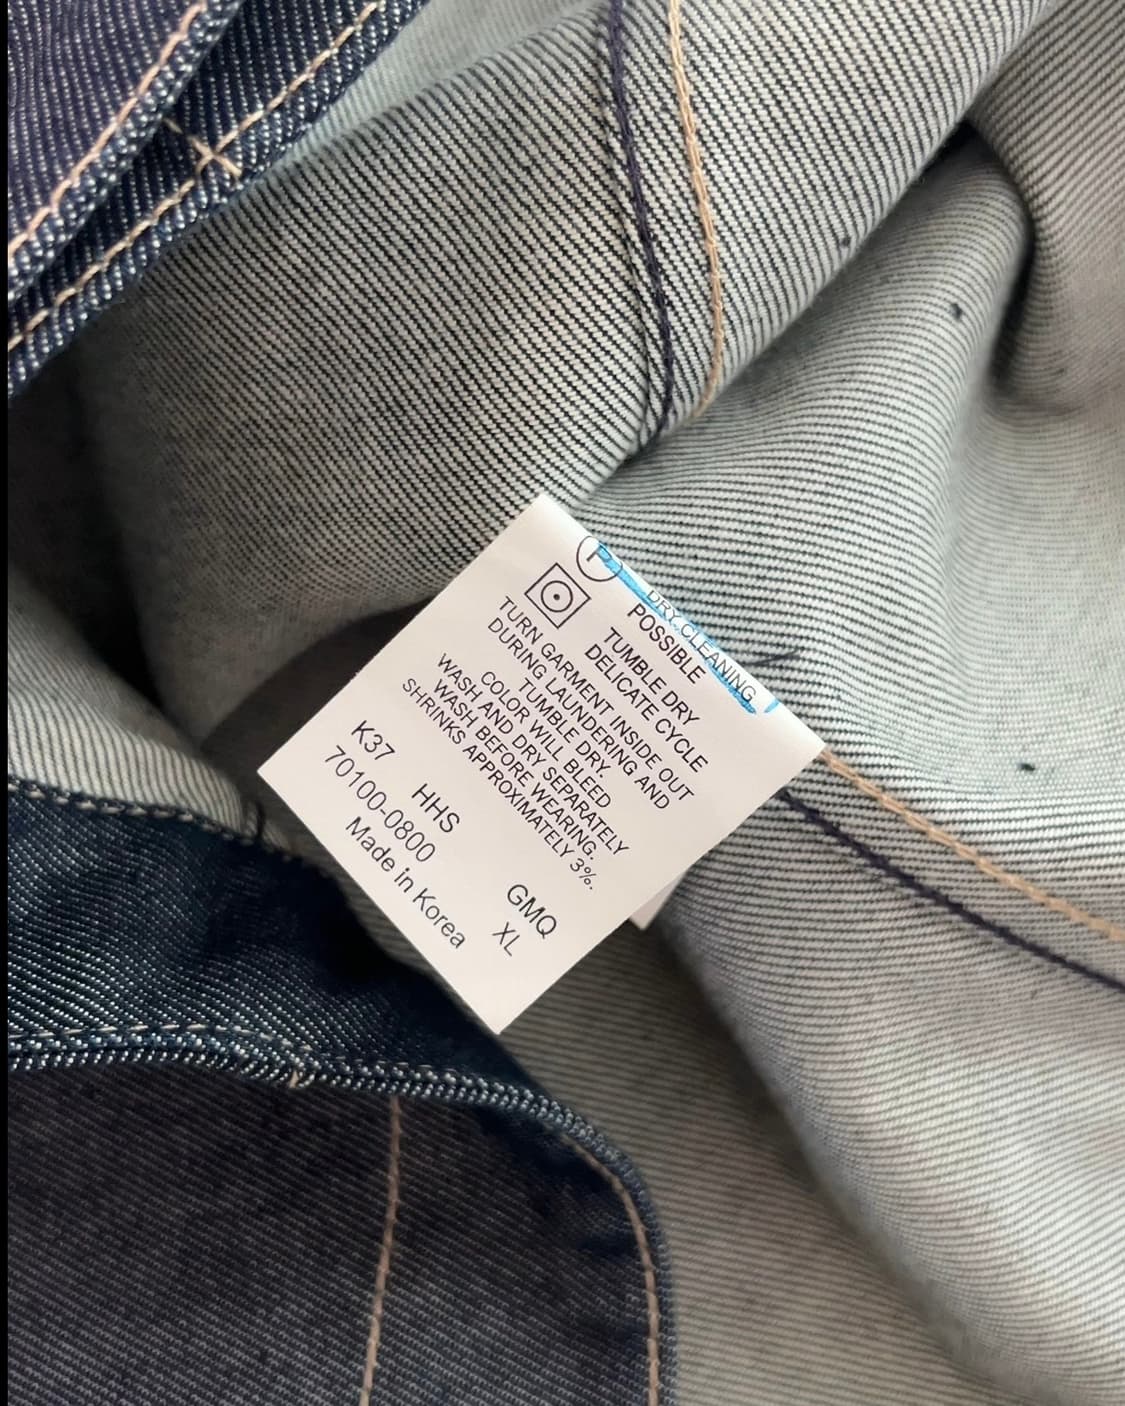 P
DRY CLEANING
POSSIBLE
TUMBLE DRY
DELICATE CYCLE
TURN GARMENT INSIDE OUT
DURING LAUNDERING AND
TUMBLE DRY.
COLOR WILL BLEED
WASH AND DRY SEPARATELY
WASH BEFORE WEARING.
SHRINKS APPROXIMATELY 3%.
K37 HHS GMQ
70100-0800 XL
Made in Korea